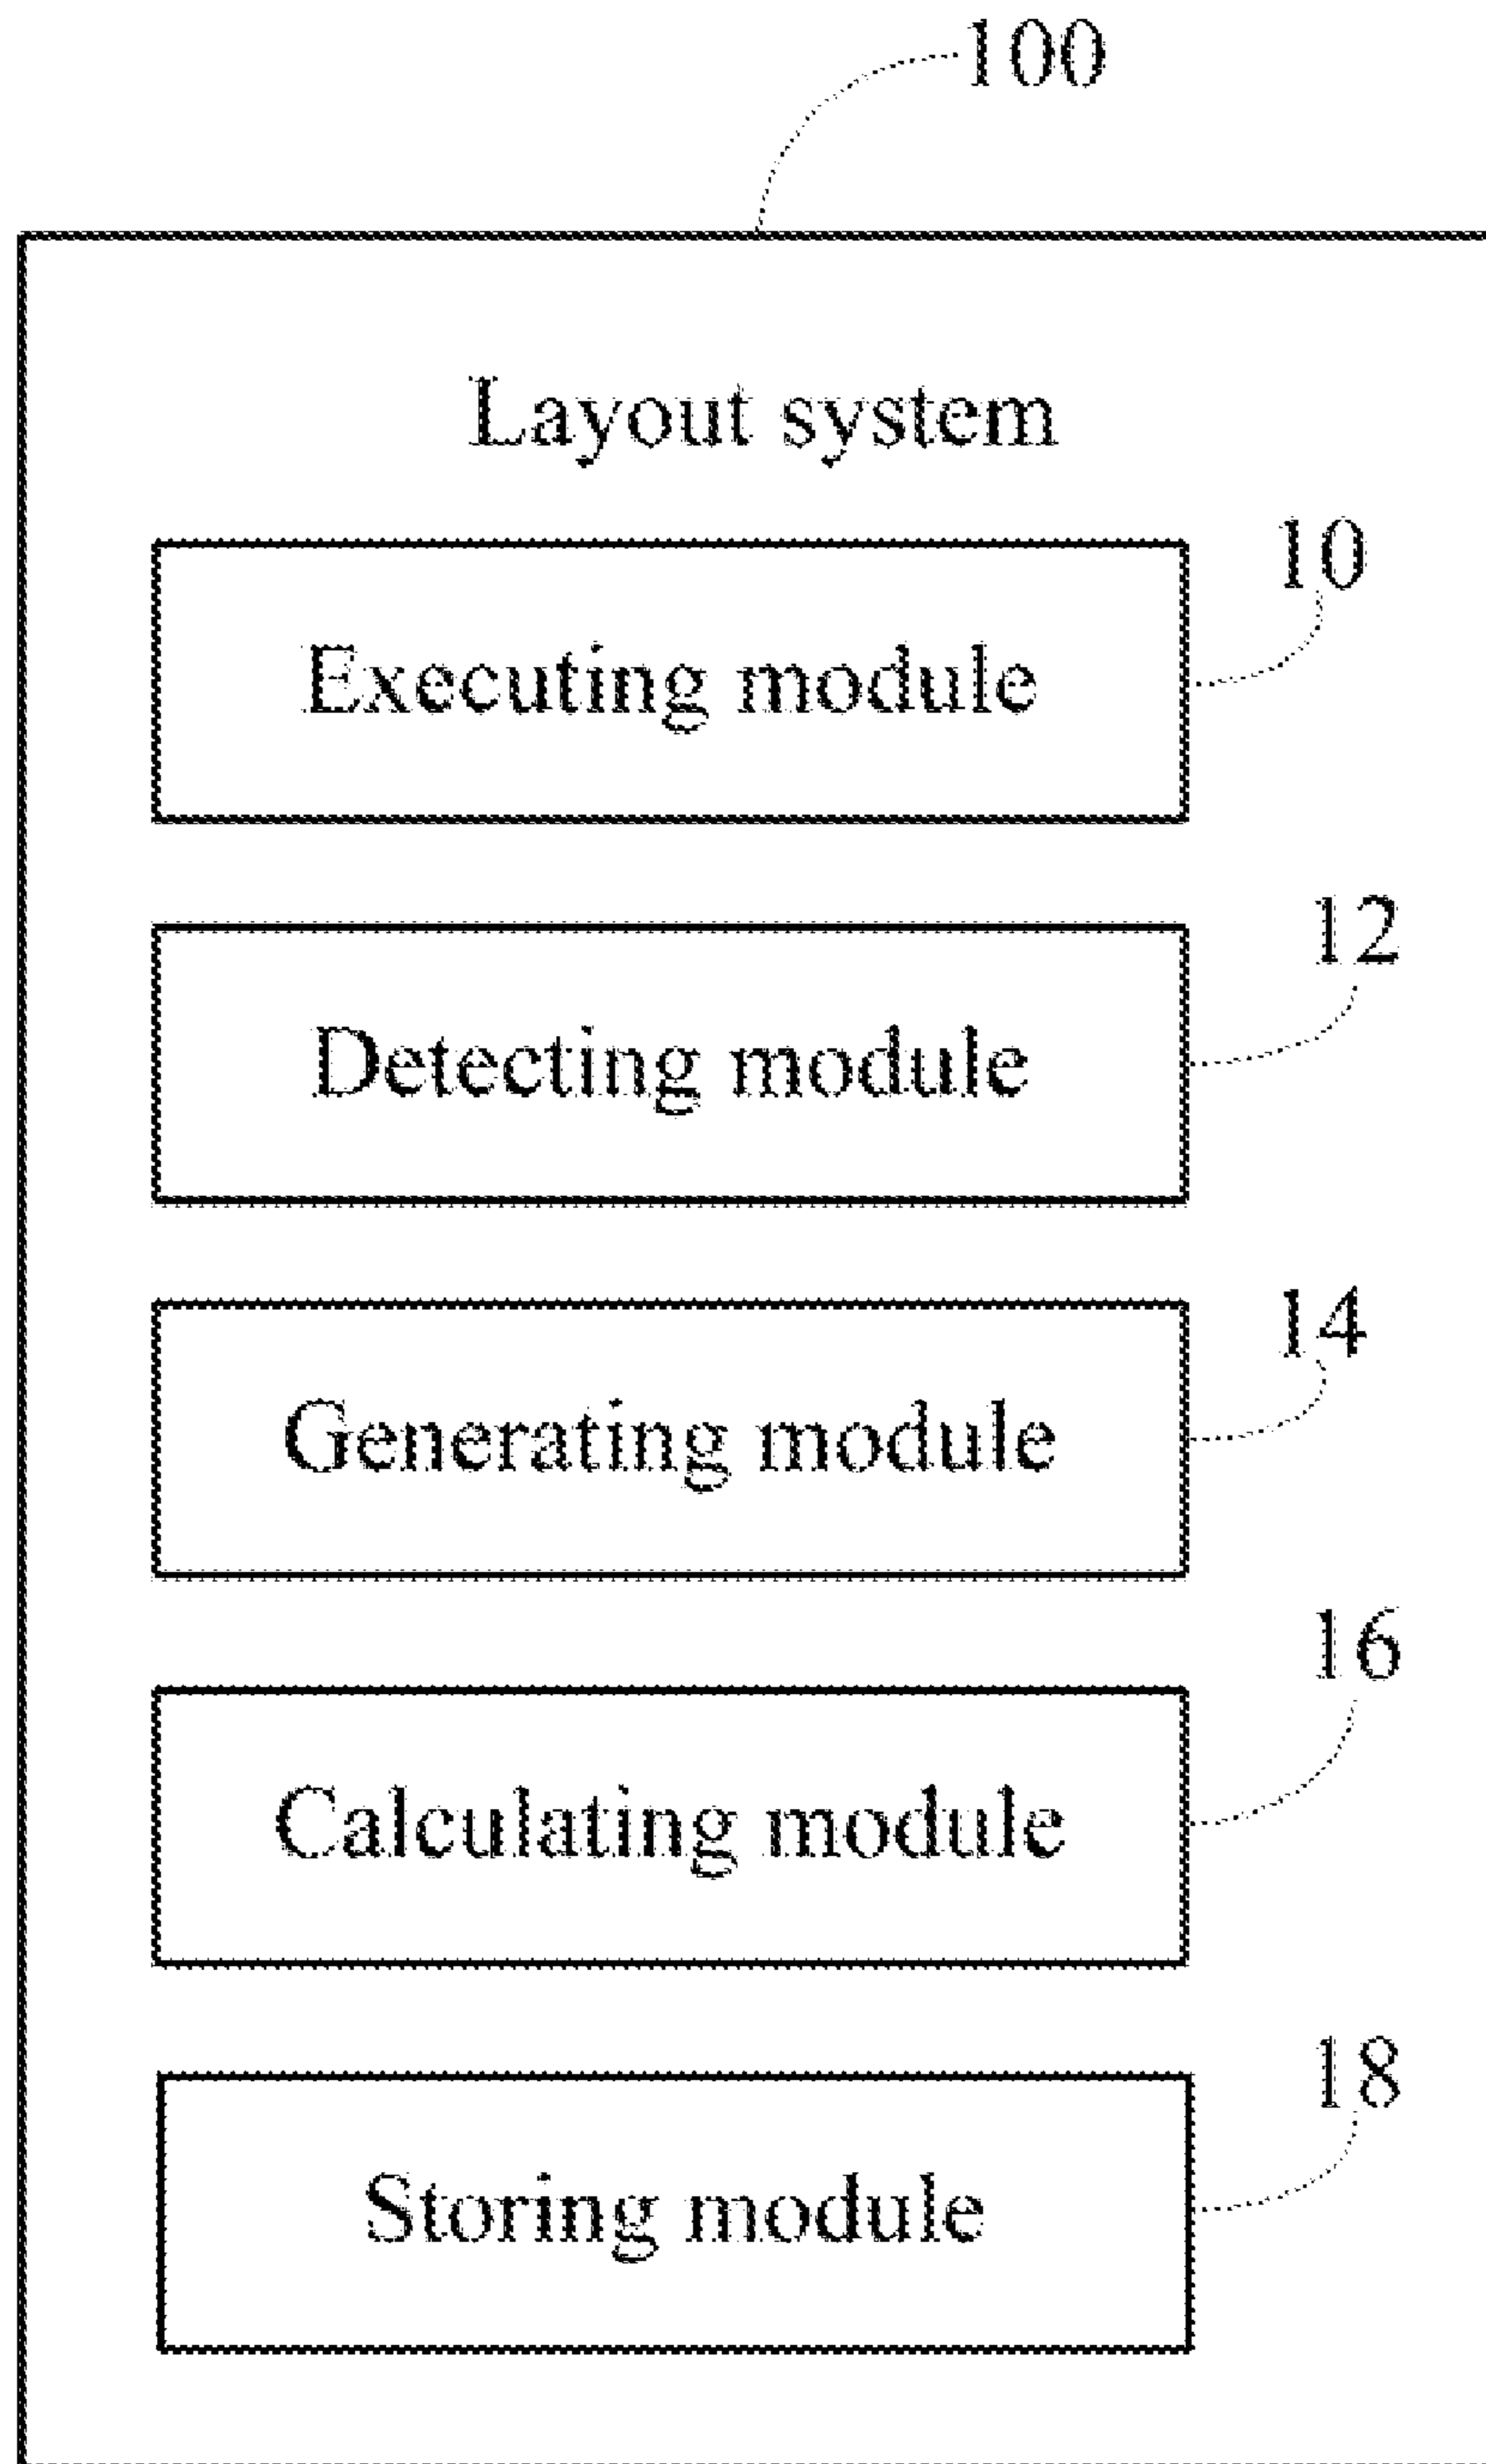 100
Layout system
10
Executing module
12
Detecting module
14
Generating module
16
Calculating module
18
Storing module